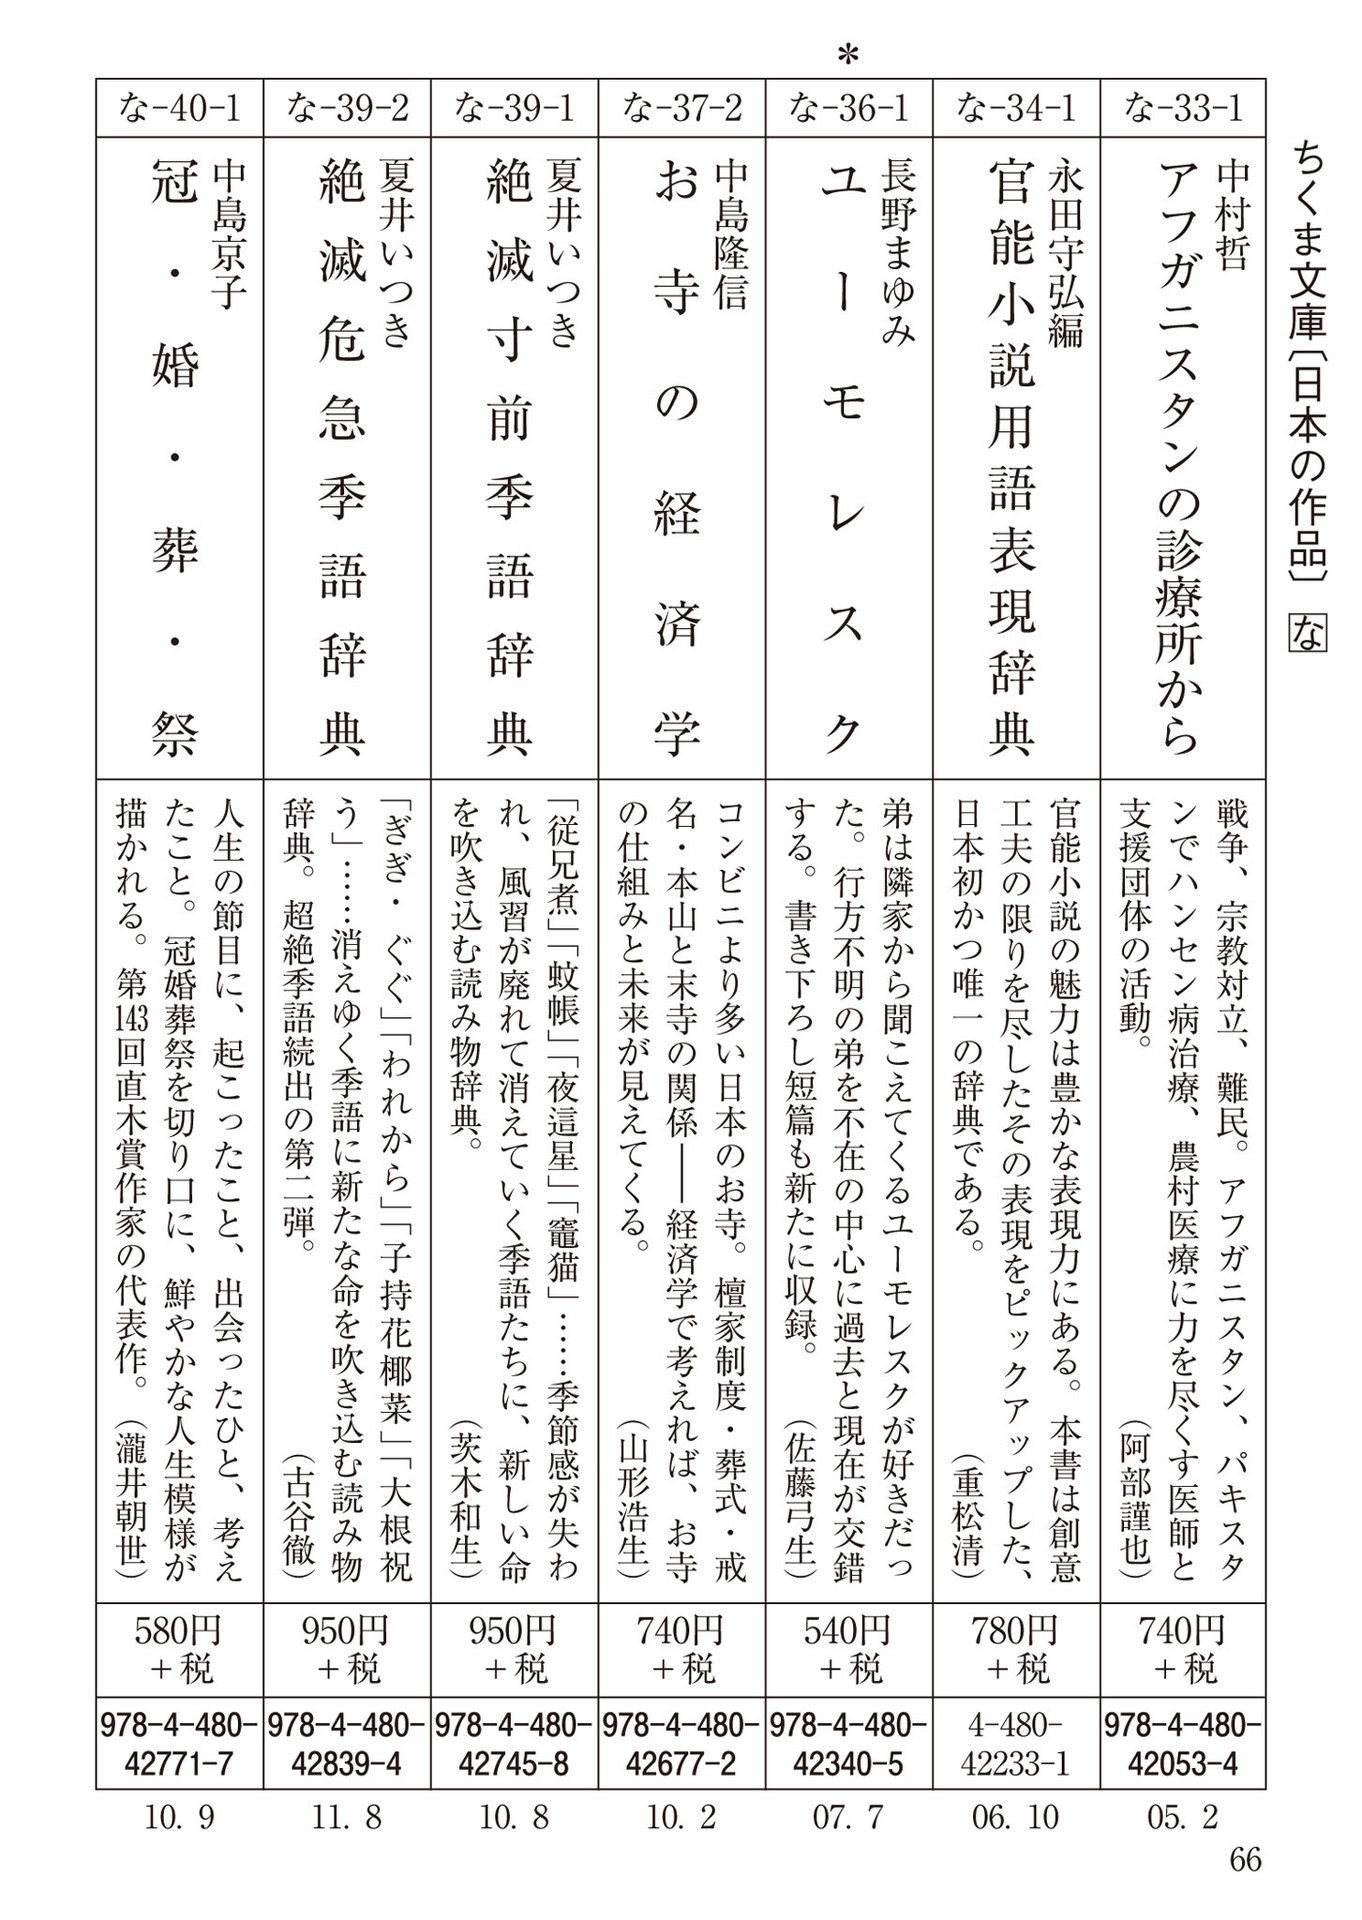 ちくま文庫〔日本の作品〕 な
な-33-1
中村哲
アフガニスタンの診療所から
戦争、宗教対立、難民。アフガニスタン、パキスタ
ンでハンセン病治療、農村医療に力を尽くす医師と
支援団体の活動。
（阿部謹也）
740円
＋税
978-4-480-
42053-4
05. 2
な-34-1
永田守弘編
官能小説用語表現辞典
官能小説の魅力は豊かな表現力にある。本書は創意
工夫の限りを尽したその表現をピックアップした、
日本初かつ唯一の辞典である。
（重松清）
780円
＋税
4-480-
42233-1
06. 10
＊
な-36-1
長野まゆみ
ユーモレスク
弟は隣家から聞こえてくるユーモレスクが好きだっ
た。行方不明の弟を不在の中心に過去と現在が交錯
する。書き下ろし短篇も新たに収録。
（佐藤弓生）
540円
＋税
978-4-480-
42340-5
07. 7
な-37-2
中島隆信
お寺の経済学
コンビニより多い日本のお寺。檀家制度・葬式・戒
名・本山と末寺の関係――経済学で考えれば、お寺
の仕組みと未来が見えてくる。
（山形浩生）
740円
＋税
978-4-480-
42677-2
10. 2
な-39-1
夏井いつき
絶滅寸前季語辞典
「従兄煮」「蚊帳」「夜這星」「竈猫」……季節感が失わ
れ、風習が廃れて消えていく季語たちに、新しい命
を吹き込む読み物辞典。
（茨木和生）
950円
＋税
978-4-480-
42745-8
10. 8
な-39-2
夏井いつき
絶滅危急季語辞典
「ぎぎ・ぐぐ」「われから」「子持花椰菜」「大根祝
う」……消えゆく季語に新たな命を吹き込む読み物
辞典。超絶季語続出の第二弾。
（古谷徹）
950円
＋税
978-4-480-
42839-4
11. 8
な-40-1
中島京子
冠・婚・葬・祭
人生の節目に、起こったこと、出会ったひと、考え
たこと。冠婚葬祭を切り口に、鮮やかな人生模様が
描かれる。第143回直木賞作家の代表作。
（瀧井朝世）
580円
＋税
978-4-480-
42771-7
10. 9
66